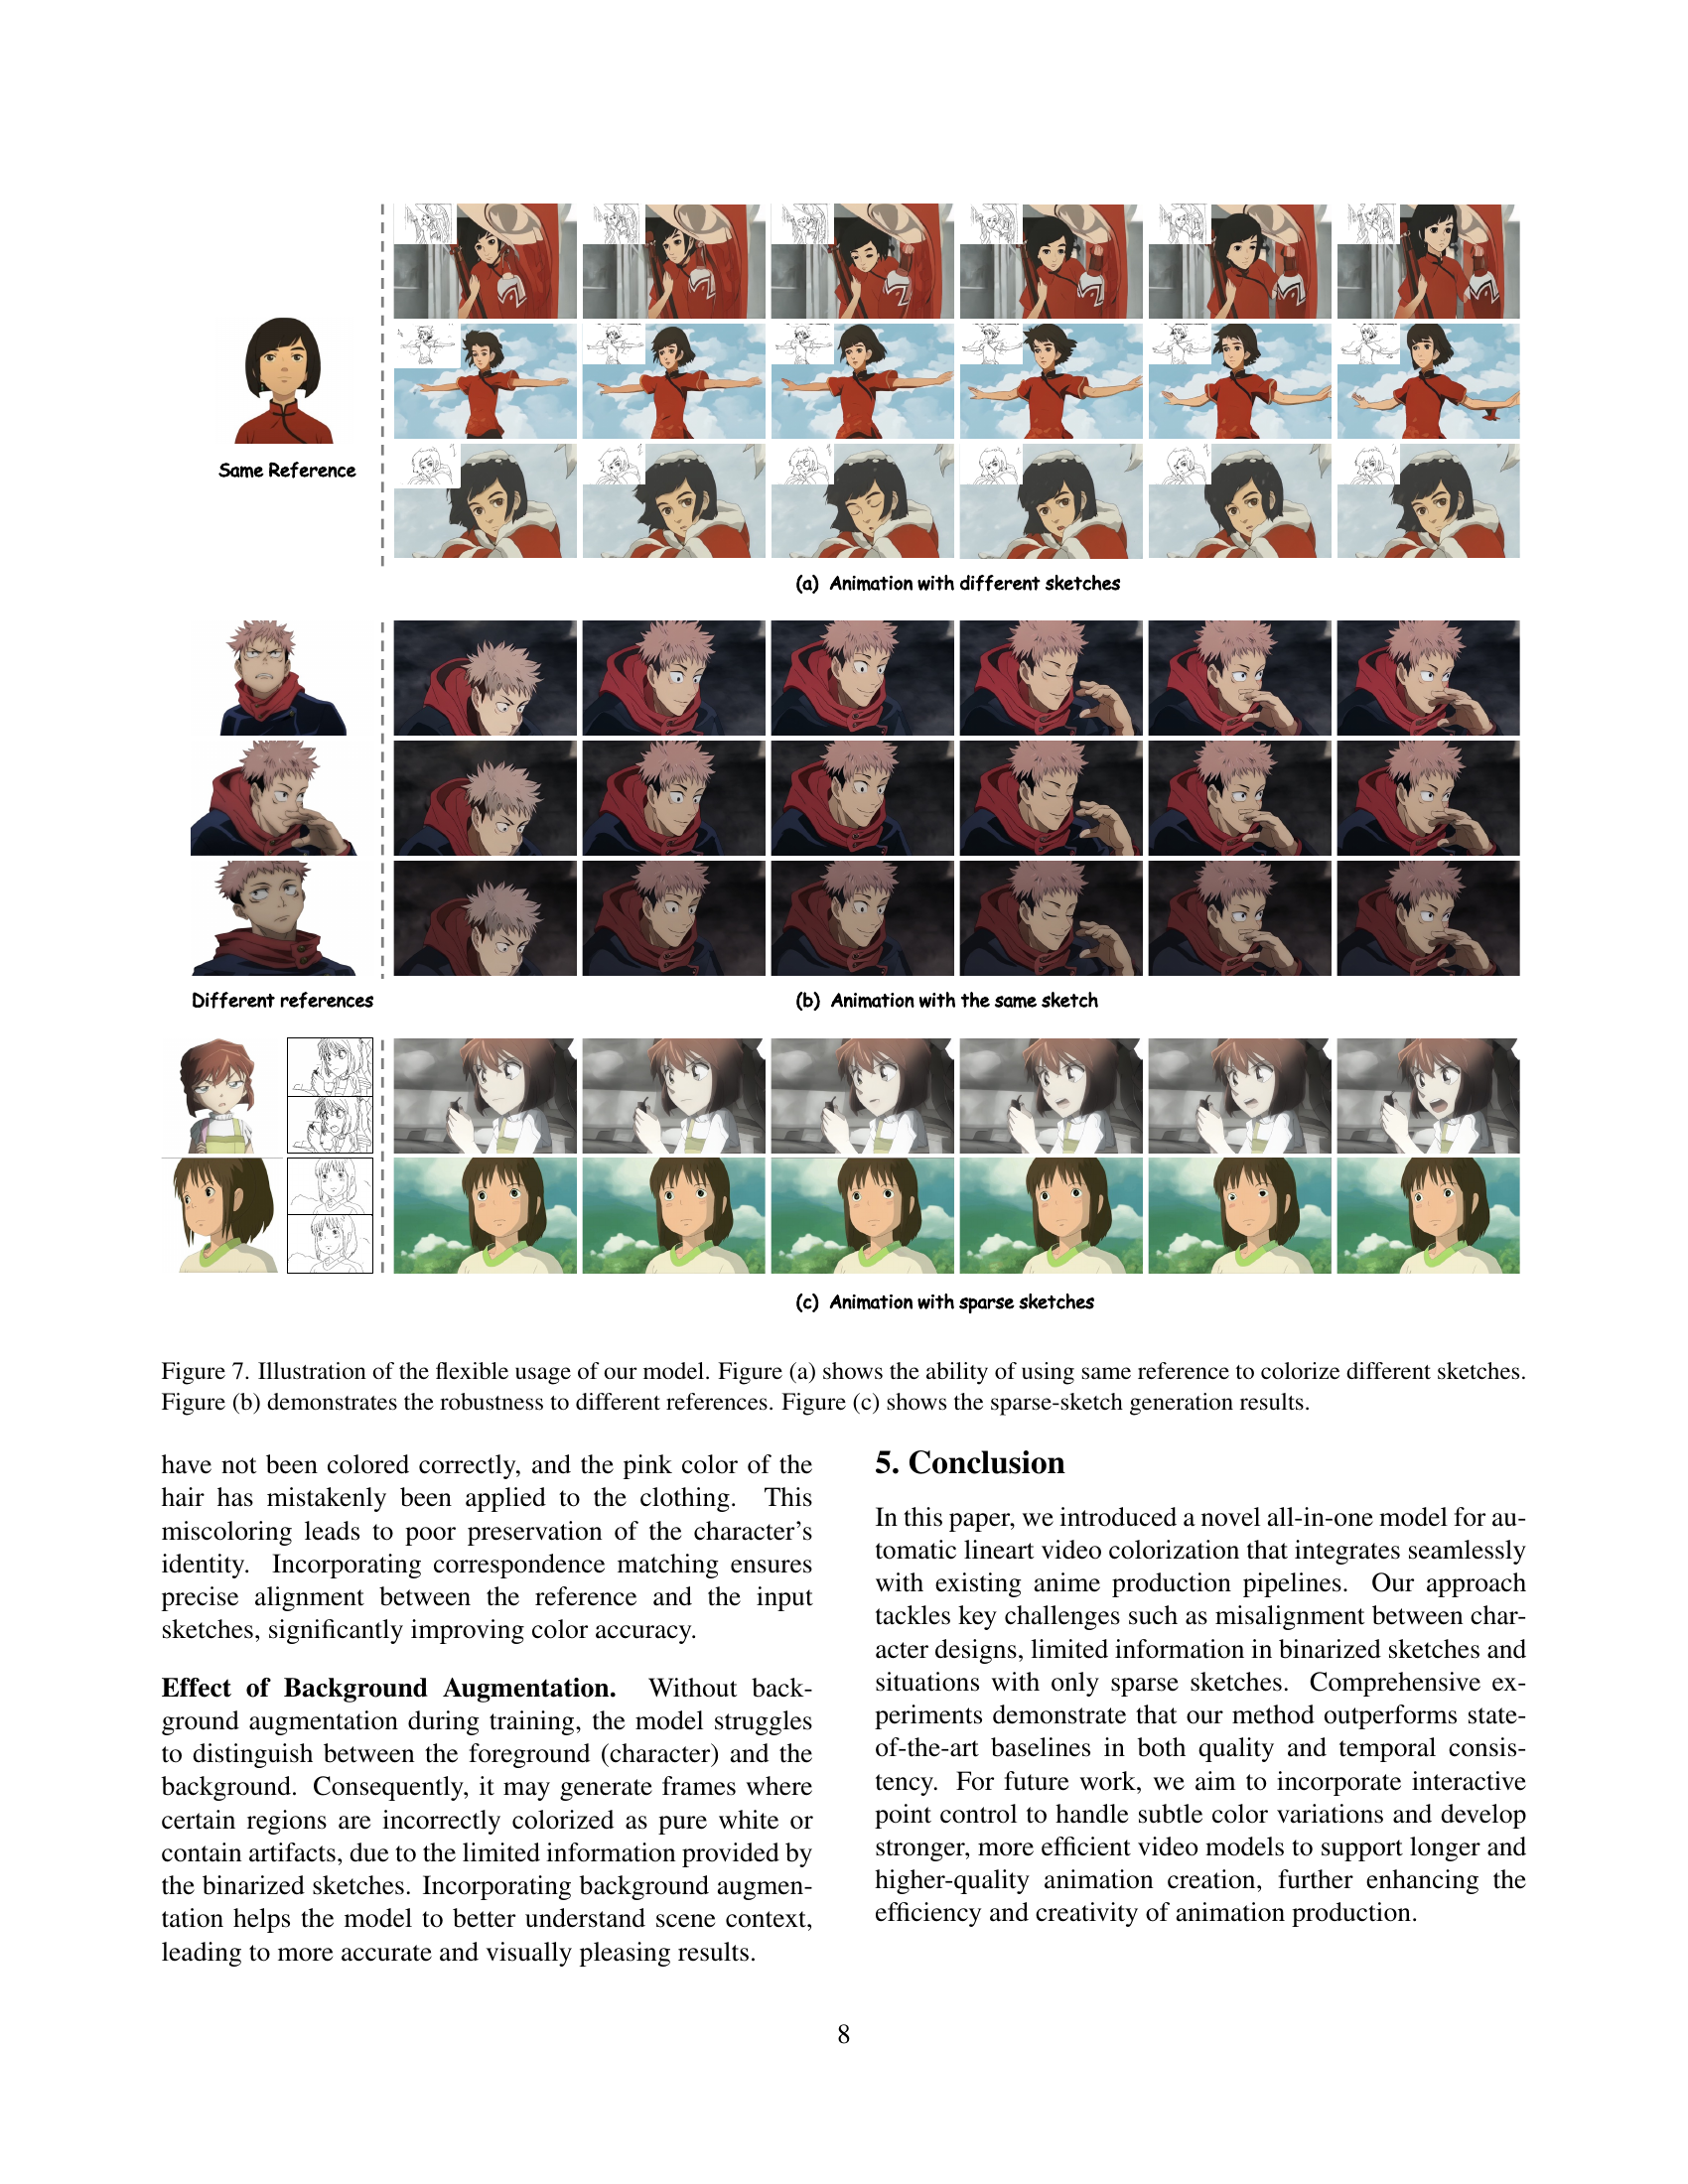 Same Reference
(a) Animation with different sketches
Different references
(b) Animation with the same sketch
(c) Animation with sparse sketches
Figure 7. Illustration of the flexible usage of our model. Figure (a) shows the ability of using same reference to colorize different sketches.
Figure (b) demonstrates the robustness to different references. Figure (c) shows the sparse-sketch generation results.
have not been colored correctly, and the pink color of the
hair has mistakenly been applied to the clothing. This
miscoloring leads to poor preservation of the character's
identity. Incorporating correspondence matching ensures
precise alignment between the reference and the input
sketches, significantly improving color accuracy.
Effect of Background Augmentation. Without back-
ground augmentation during training, the model struggles
to distinguish between the foreground (character) and the
background. Consequently, it may generate frames where
certain regions are incorrectly colorized as pure white or
contain artifacts, due to the limited information provided by
the binarized sketches. Incorporating background augmen-
tation helps the model to better understand scene context,
leading to more accurate and visually pleasing results.
5. Conclusion
In this paper, we introduced a novel all-in-one model for au-
tomatic lineart video colorization that integrates seamlessly
with existing anime production pipelines. Our approach
tackles key challenges such as misalignment between char-
acter designs, limited information in binarized sketches and
situations with only sparse sketches. Comprehensive ex-
periments demonstrate that our method outperforms state-
of-the-art baselines in both quality and temporal consis-
tency. For future work, we aim to incorporate interactive
point control to handle subtle color variations and develop
stronger, more efficient video models to support longer and
higher-quality animation creation, further enhancing the
efficiency and creativity of animation production.
8